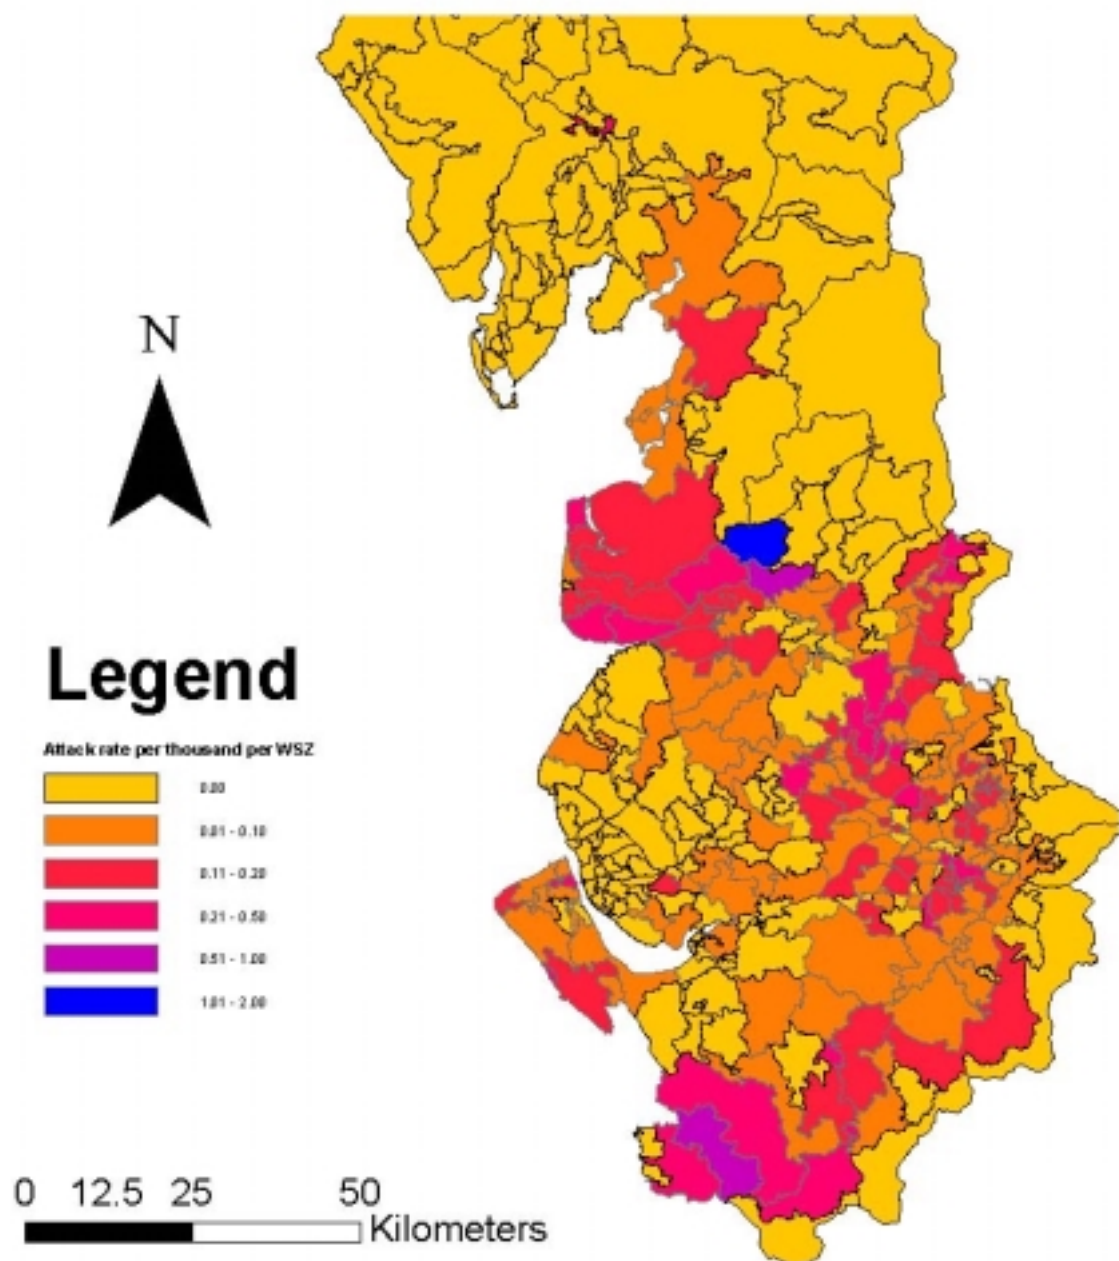 N
Legend
Attack rate per thousand per WSZ
0.00
0.01 - 0.10
0.11 - 0.20
0.21 - 0.50
0.51 - 1.00
1.01 - 2.00
0 12.5 25 50
Kilometers